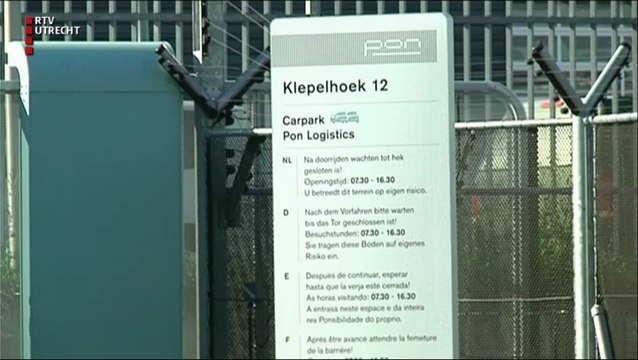 RTV
UTRECHT
pon
Klepelhoek 12
Carpark
Pon Logistics
NL Na doorrijden wachten tot hek
gesloten is!
Openingstijd: 07.30 - 16.30
U betreedt dit terrein op eigen risico.
D Nach dem Vorfahren bitte warten
bis das Tor geschlossen ist!
Besuchstunden: 07.30 - 16.30
Sie tragen diese Boden auf eigenes
Risiko ein.
E Después de continuar, esperar
hasta que la verja esté cerrada!
As horas visitando: 07.30 - 16.30
A entrasa neste espace e da inteira
res Ponsibilidade do proprio.
F Après être avancé attendre la femeture
de la barrière!